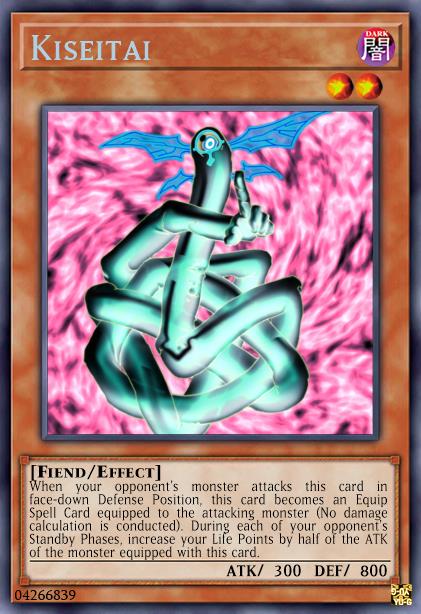 Kiseitai
DARK
闇
[Fiend/Effect]
When your opponent's monster attacks this card in
face-down Defense Position, this card becomes an Equip
Spell Card equipped to the attacking monster (No damage
calculation is conducted). During each of your opponent's
Standby Phases, increase your Life Points by half of the ATK
of the monster equipped with this card.
ATK/ 300 DEF/ 800
04266839